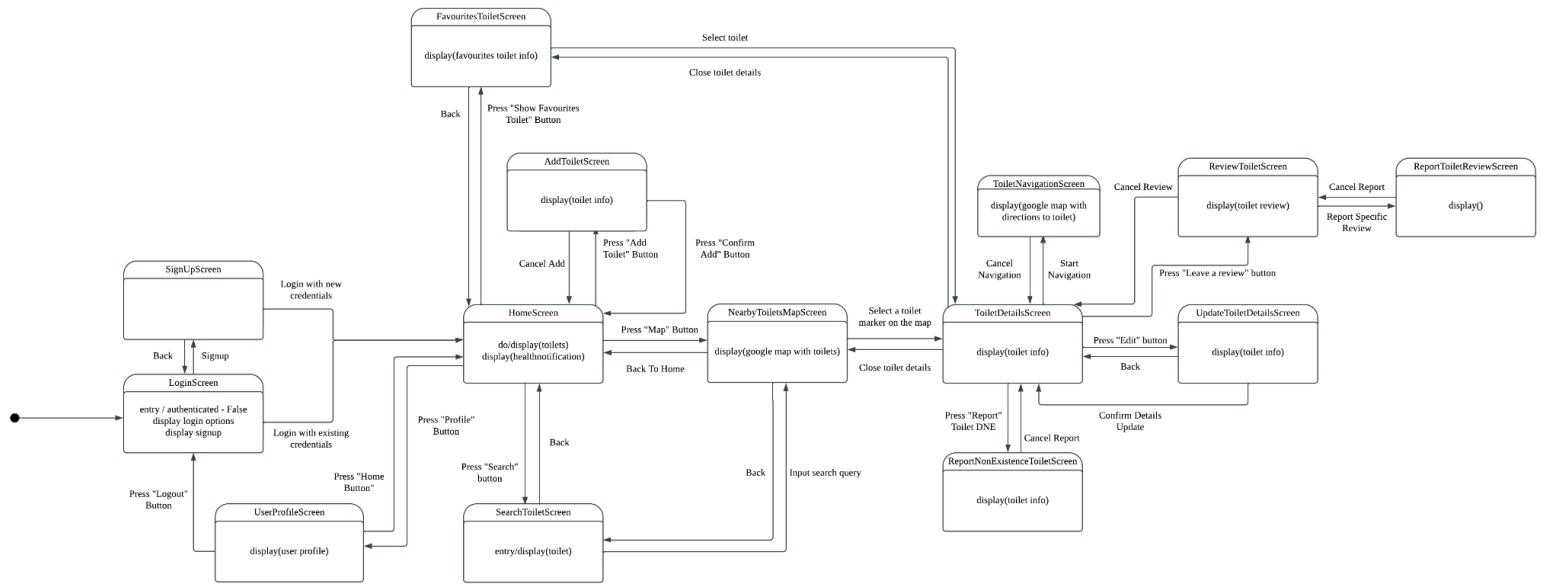 FavouritesToiletScreen
display(favourites toilet info)
Select toilet
Close toilet details
Back
Press "Show Favourites
Toilet" Button
AddToiletScreen
display(toilet info)
Cancel Add
Press "Add
Toilet" Button
Press "Confirm
Add" Button
ToiletNavigationScreen
display(google map with
directions to toilet)
Cancel
Navigation
Start
Navigation
Cancel Review
ReviewToiletScreen
display(toilet review)
Cancel Report
Report Specific
Review
ReportToiletReviewScreen
display()
Press "Leave a review" button
SignUpScreen
Login with new
credentials
Back
Signup
LoginScreen
entry / authenticated - False
display login options
display signup
Login with existing
credentials
HomeScreen
do/display(toilets)
display(healthnotification)
Press "Map" Button
Back To Home
NearbyToiletsMapScreen
display(google map with toilets)
Select a toilet
marker on the map
Close toilet details
ToiletDetailsScreen
display(toilet info)
Press "Edit" button
Back
UpdateToiletDetailsScreen
display(toilet info)
Confirm Details
Update
Press "Report"
Toilet DNE
Cancel Report
ReportNonExistenceToiletScreen
display(toilet info)
Press "Profile"
Button
Press "Home
Button"
Press "Logout"
Button
UserProfileScreen
display(user profile)
Press "Search"
button
Back
SearchToiletScreen
entry/display(toilet)
Back
Input search query